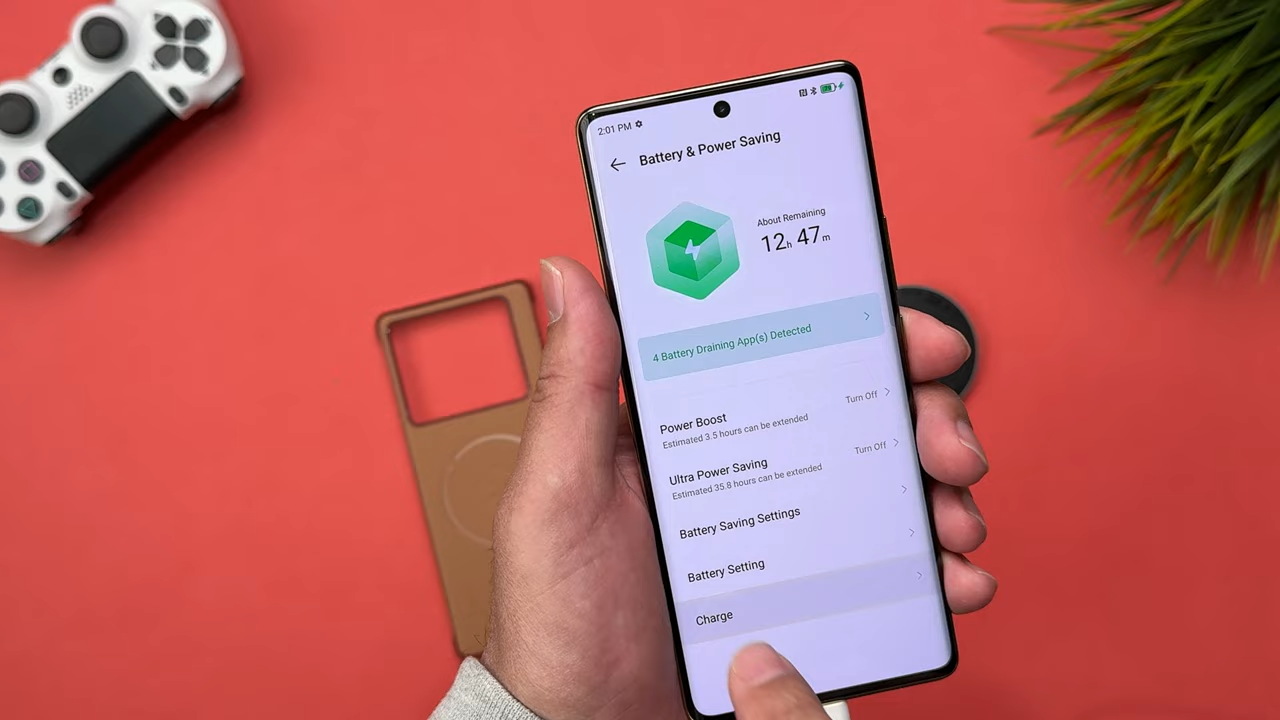 2:01 PM
Battery & Power Saving
About Remaining
12h 47m
4 Battery Draining App(s) Detected
Power Boost
Turn Off
Estimated 3.5 hours can be extended
Ultra Power Saving
Turn Off
Estimated 35.8 hours can be extended
Battery Saving Settings
Battery Setting
Charge